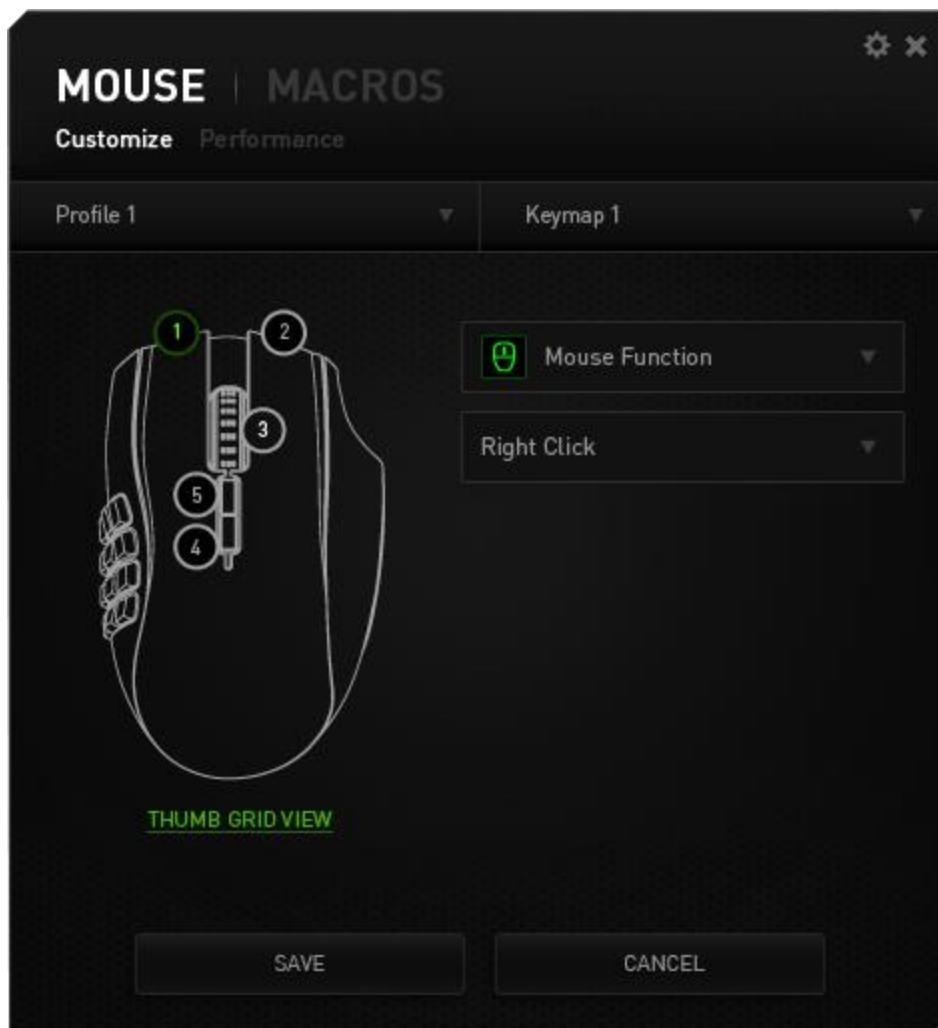 MOUSE | MACROS
Customize Performance
Profile 1 Keymap 1
1 2
Mouse Function
3
Right Click
5
4
THUMB GRID VIEW
SAVE CANCEL